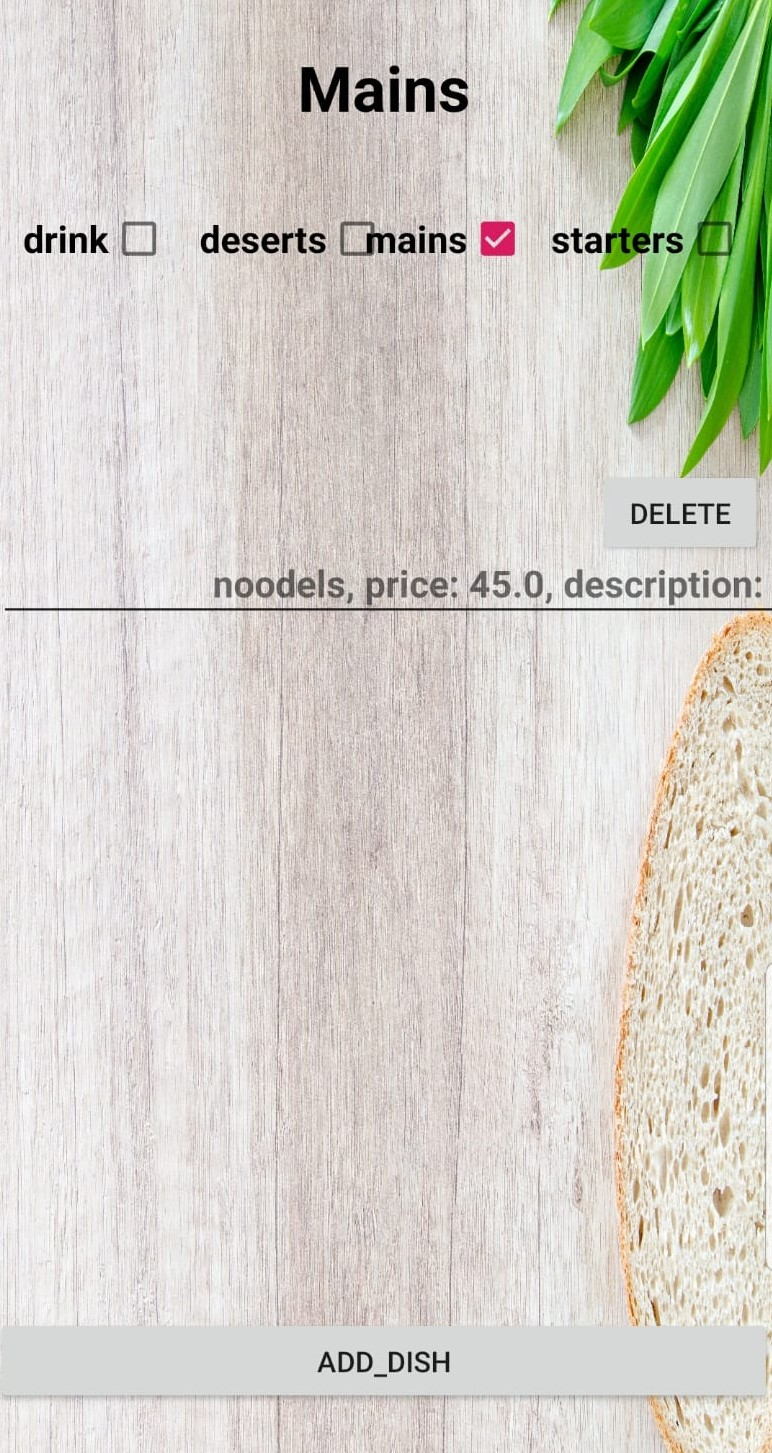 Mains
drink deserts mains starters
DELETE
noodels, price: 45.0, description:
ADD_DISH